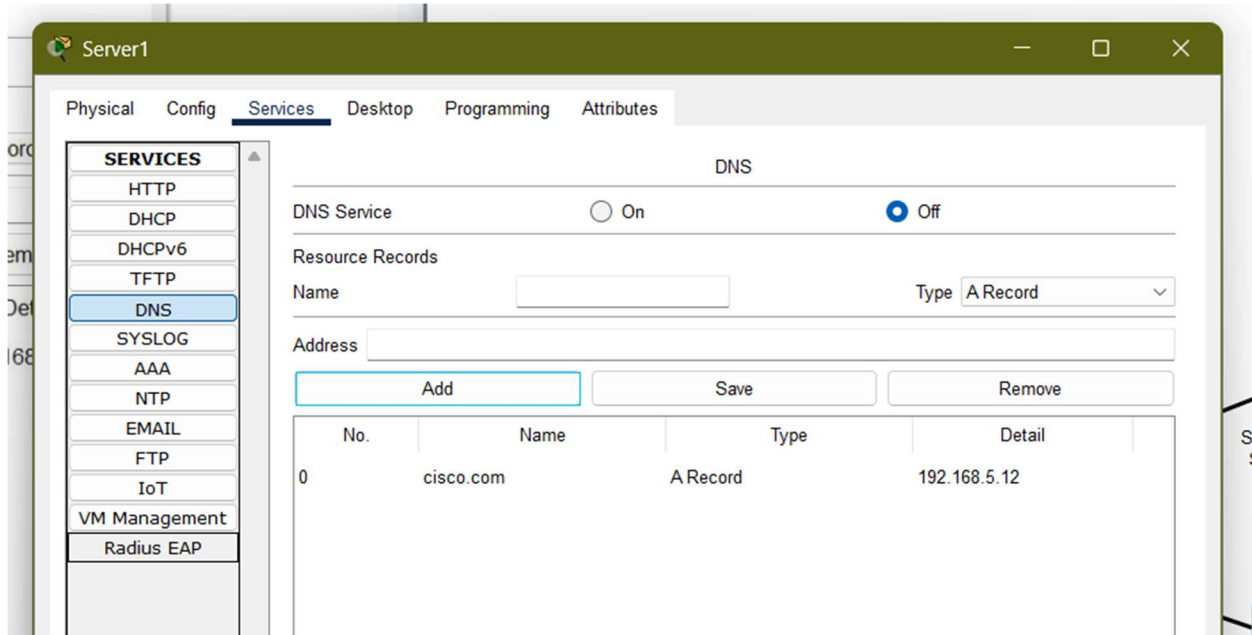 Server1
Physical Config Services Desktop Programming Attributes
SERVICES
HTTP
DHCP
DHCPv6
TFTP
DNS
SYSLOG
AAA
NTP
EMAIL
FTP
IoT
VM Management
Radius EAP
DNS
DNS Service On Off
Resource Records
Name Type A Record
Address
Add Save Remove
No. Name Type Detail
0 cisco.com A Record 192.168.5.12